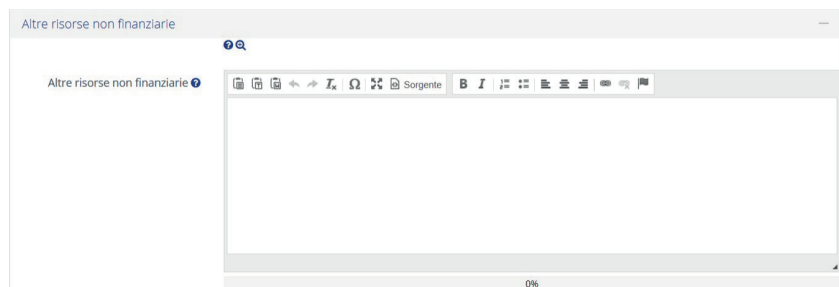 Altre risorse non finanziarie
Altre risorse non finanziarie
Sorgente
B I
0%